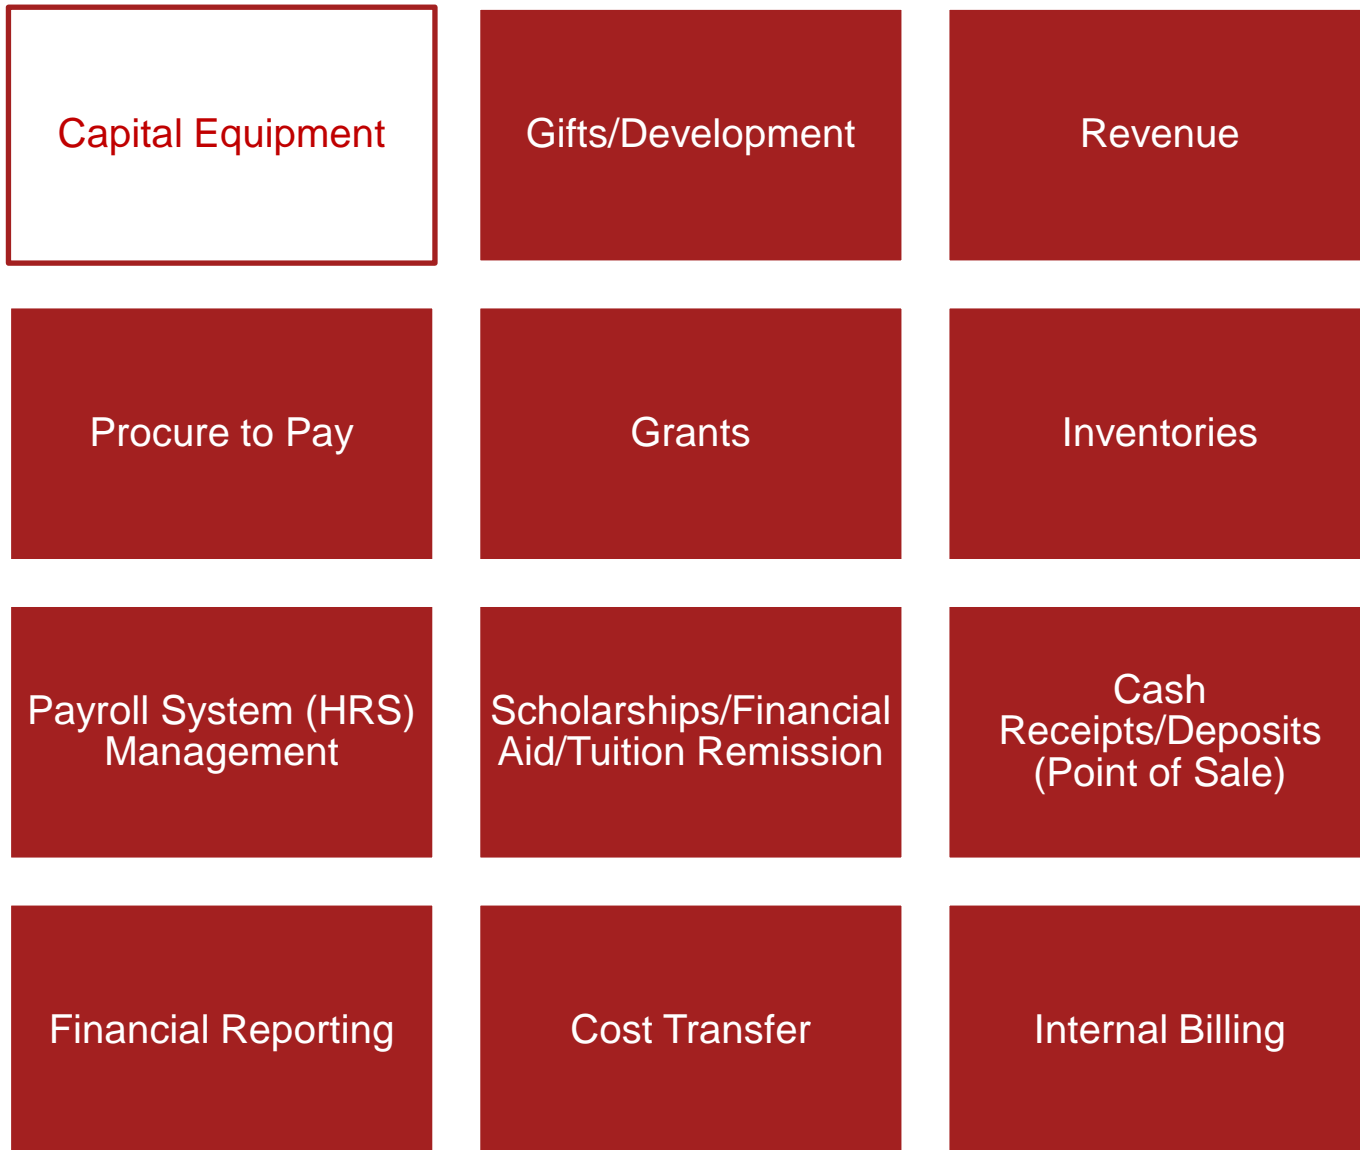 Capital Equipment
Gifts/Development
Revenue
Procure to Pay
Grants
Inventories
Payroll System (HRS)
Management
Scholarships/Financial
Aid/Tuition Remission
Cash
Receipts/Deposits
(Point of Sale)
Financial Reporting
Cost Transfer
Internal Billing